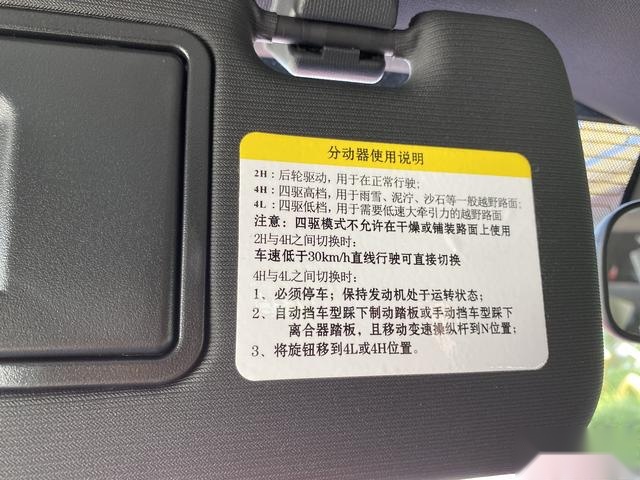 分动器使用说明
2H：后轮驱动，用于在正常行驶；
4H：四驱高档，用于雨雪、泥泞、沙石等一般越野路面；
4L：四驱低档，用于需要低速大牵引力的越野路面
注意：四驱模式不允许在干燥或铺装路面上使用
2H与4H之间切换时：
车速低于30km/h直线行驶可直接切换
4H与4L之间切换时：
1、必须停车；保持发动机处于运转状态；
2、自动挡车型踩下制动踏板或手动挡车型踩下
离合器踏板，且移动变速操纵杆到N位置；
3、将旋钮移到4L或4H位置。